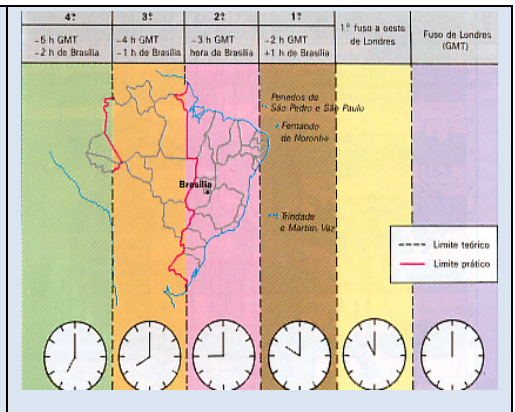 4º
3º
2º
1º
1º fuso a oeste
de Londres
Fuso de Londres
(GMT)
-5 h GMT
-2 h de Brasília
-4 h GMT
-1 h de Brasília
-3 h GMT
hora de Brasília
-2 h GMT
+1 h de Brasília
Penedos de
São Pedro e São Paulo
Fernando
de Noronha
Brasília
Trindade
e Martim Vaz
Limite teórico
Limite prático